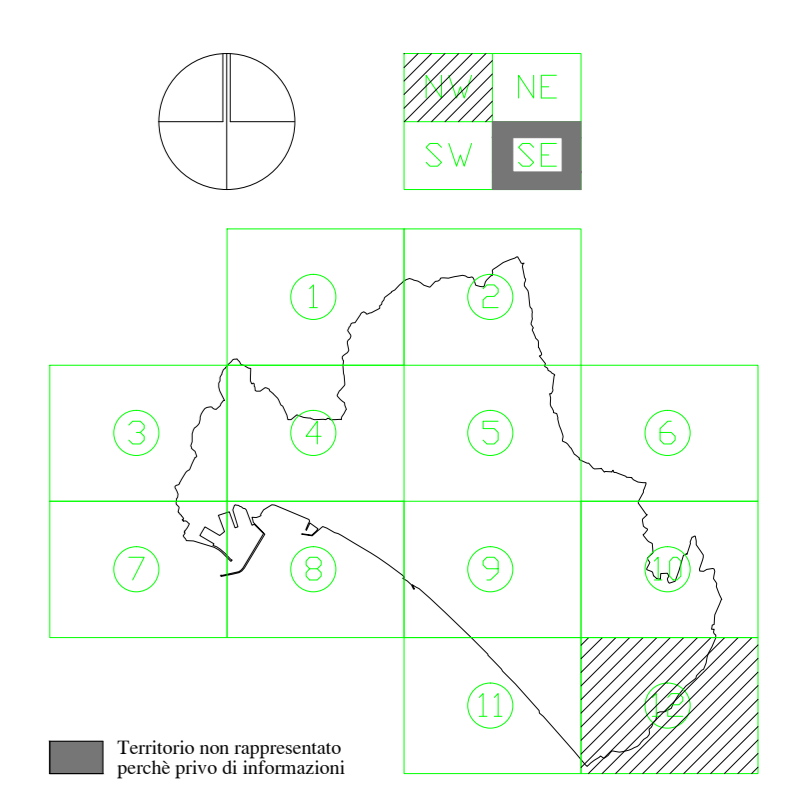 NW NE
SW SE
1 2
3 4 5 6
7 8 9 10
11 12
Territorio non rappresentato
perchè privo di informazioni